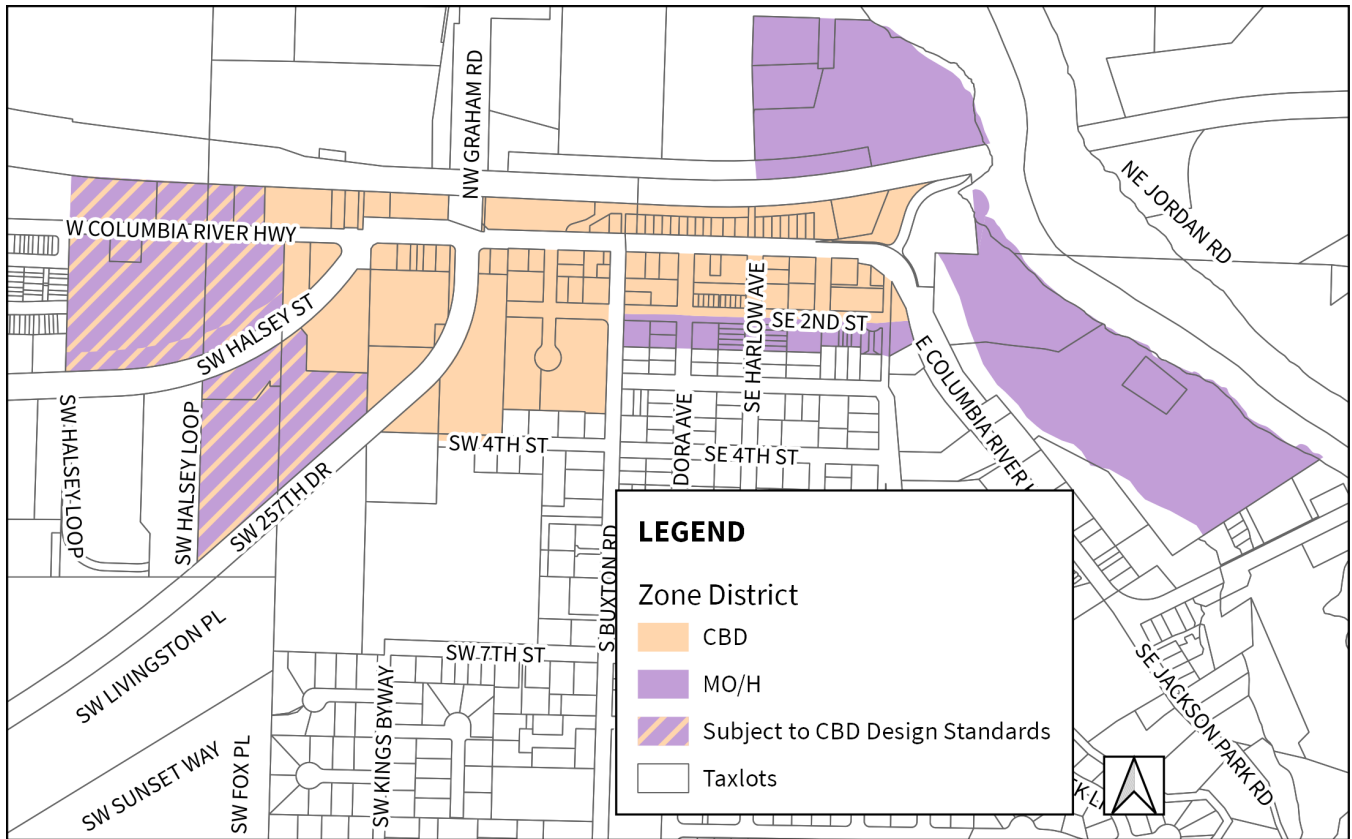 NW GRAHAM RD
NE JORDAN RD
W COLUMBIA RIVER HWY
SW HALSEY ST
SE HARLOW AVE
SE 2ND ST
E COLUMBIA RIVER
SW HALSEY LOOP
SW HALSEY LOOP
SW 257TH DR
SW 4TH ST
DORA AVE
SE 4TH ST
S BUXTON RD
SW LIVINGSTON PL
SW 7TH ST
SW KINGS BYWAY
SW SUNSET WAY
SW FOX PL
SE JACKSON PARK RD
LEGEND
Zone District
CBD
MO/H
Subject to CBD Design Standards
Taxlots